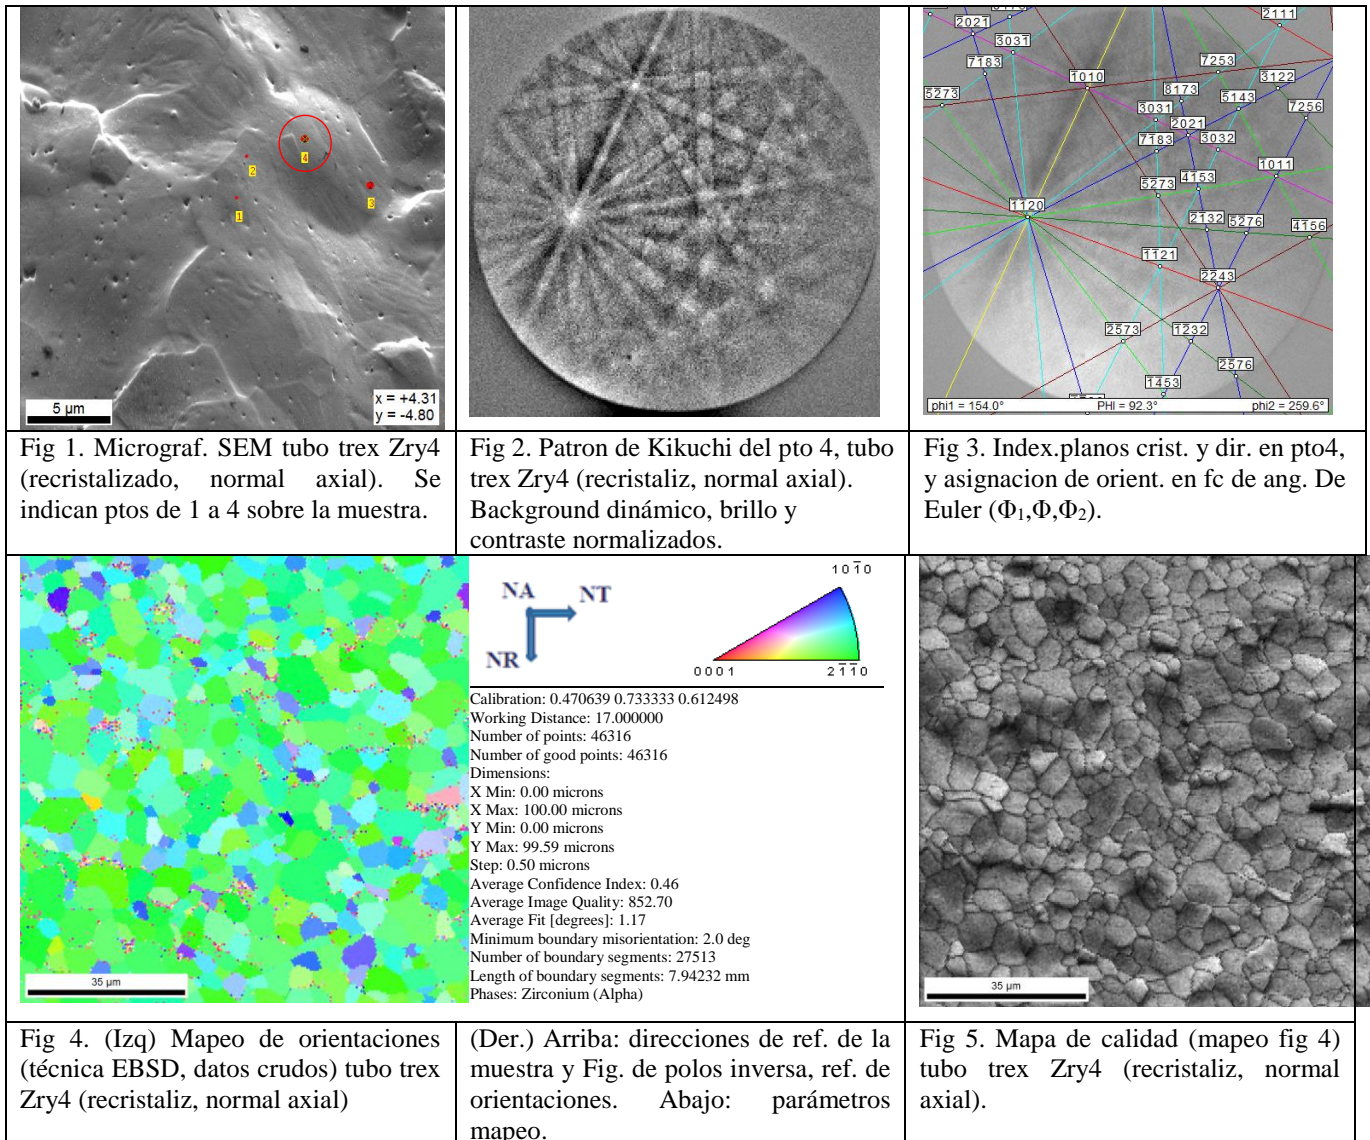 2
4
3
1
5 µm
x = +4.31
y = -4.80
Fig 1. Micrograf. SEM tubo trex Zry4
(recristalizado, normal axial). Se
indican ptos de 1 a 4 sobre la muestra.
Fig 2. Patron de Kikuchi del pto 4, tubo
trex Zry4 (recristaliz, normal axial).
Background dinámico, brillo y
contraste normalizados.
2021̅
3031̅
7̅183
5273
1010
2111
7253
3122
8173
5143
7256
3031
2021
7183
3032
1011
4153
5273
1120
2132
5276
4156
1121
2243
2573
1232
2576
1453
phi1 = 154.0° PHI = 92.3° phi2 = 259.6°
Fig 3. Index.planos crist. y dir. en pto4,
y asignacion de orient. en fc de ang. De
Euler (Φ₁,Φ,Φ₂).
35 µm
NA NT
NR
101̅0
0001 21̅1̅0
Calibration: 0.470639 0.733333 0.612498
Working Distance: 17.000000
Number of points: 46316
Number of good points: 46316
Dimensions:
X Min: 0.00 microns
X Max: 100.00 microns
Y Min: 0.00 microns
Y Max: 99.59 microns
Step: 0.50 microns
Average Confidence Index: 0.46
Average Image Quality: 852.70
Average Fit [degrees]: 1.17
Minimum boundary misorientation: 2.0 deg
Number of boundary segments: 27513
Length of boundary segments: 7.94232 mm
Phases: Zirconium (Alpha)
35 µm
Fig 4. (Izq) Mapeo de orientaciones
(técnica EBSD, datos crudos) tubo trex
Zry4 (recristaliz, normal axial)
(Der.) Arriba: direcciones de ref. de la
muestra y Fig. de polos inversa, ref. de
orientaciones. Abajo: parámetros
mapeo.
Fig 5. Mapa de calidad (mapeo fig 4)
tubo trex Zry4 (recristaliz, normal
axial).